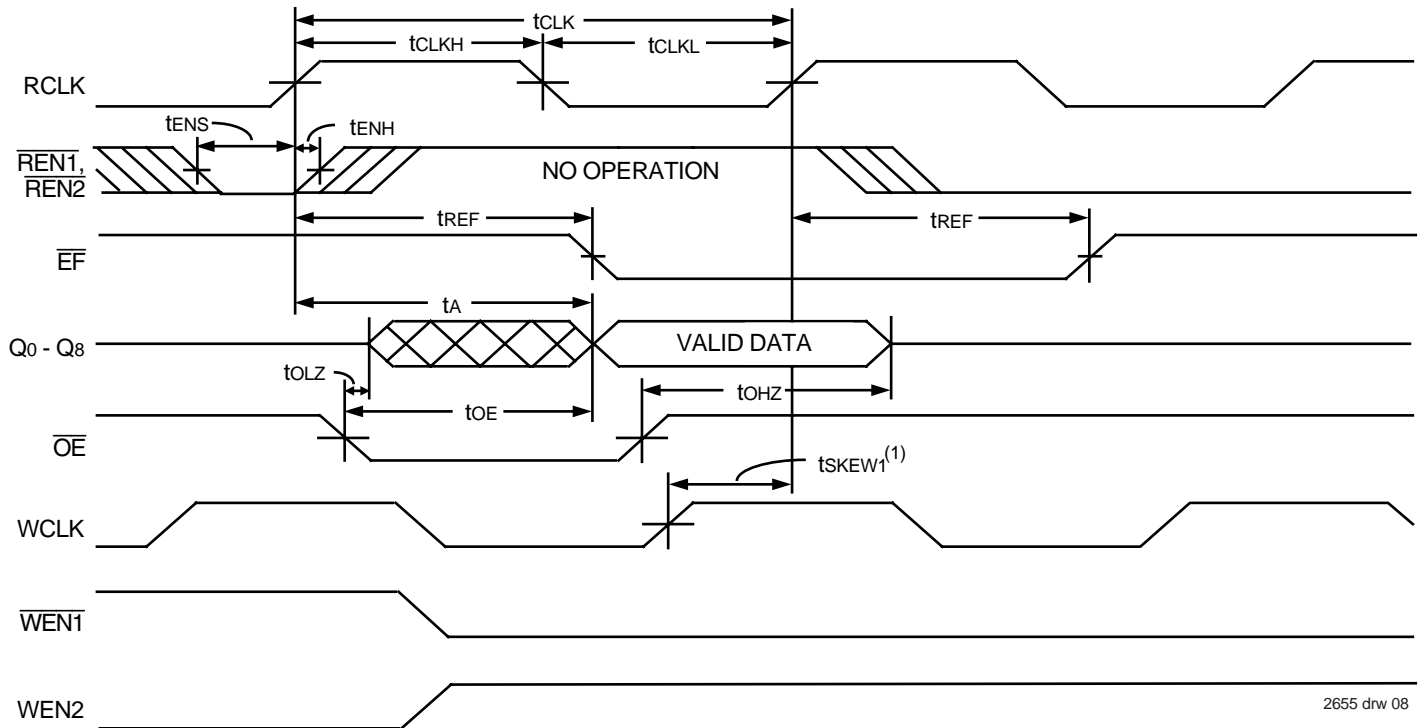 tCLK
tCLKH
tCLKL
RCLK
tENS
tENH
REN1,
REN2
NO OPERATION
tREF
tREF
EF
tA
Q0 - Q8
VALID DATA
tOLZ
tOHZ
tOE
OE
tSKEW1(1)
WCLK
WEN1
WEN2
2655 drw 08